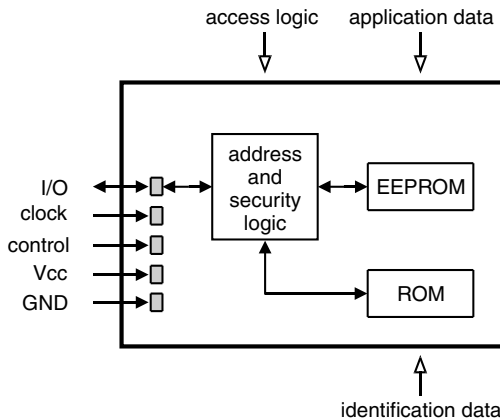 access logic
application data
address
and
security
logic
EEPROM
ROM
I/O
clock
control
Vcc
GND
identification data